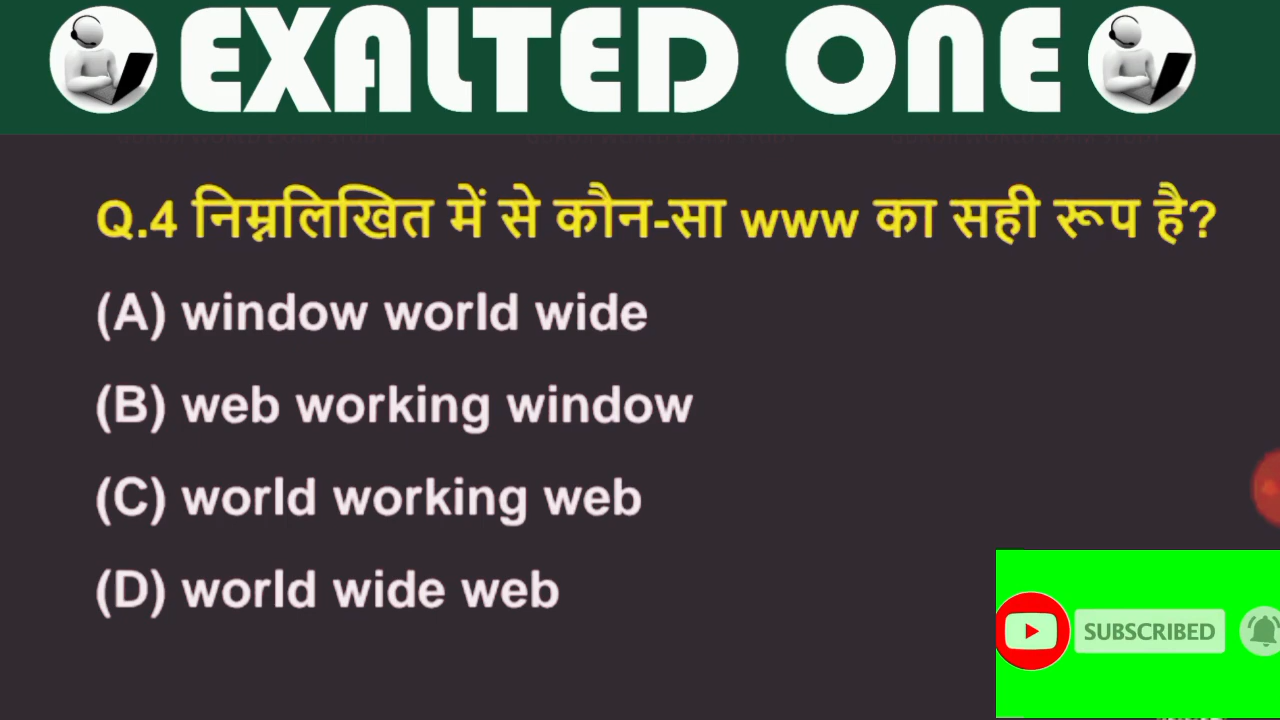 EXALTED ONE
Q.4 निम्नलिखित में से कौन-सा www का सही रूप है?
(A) window world wide
(B) web working window
(C) world working web
(D) world wide web
SUBSCRIBED